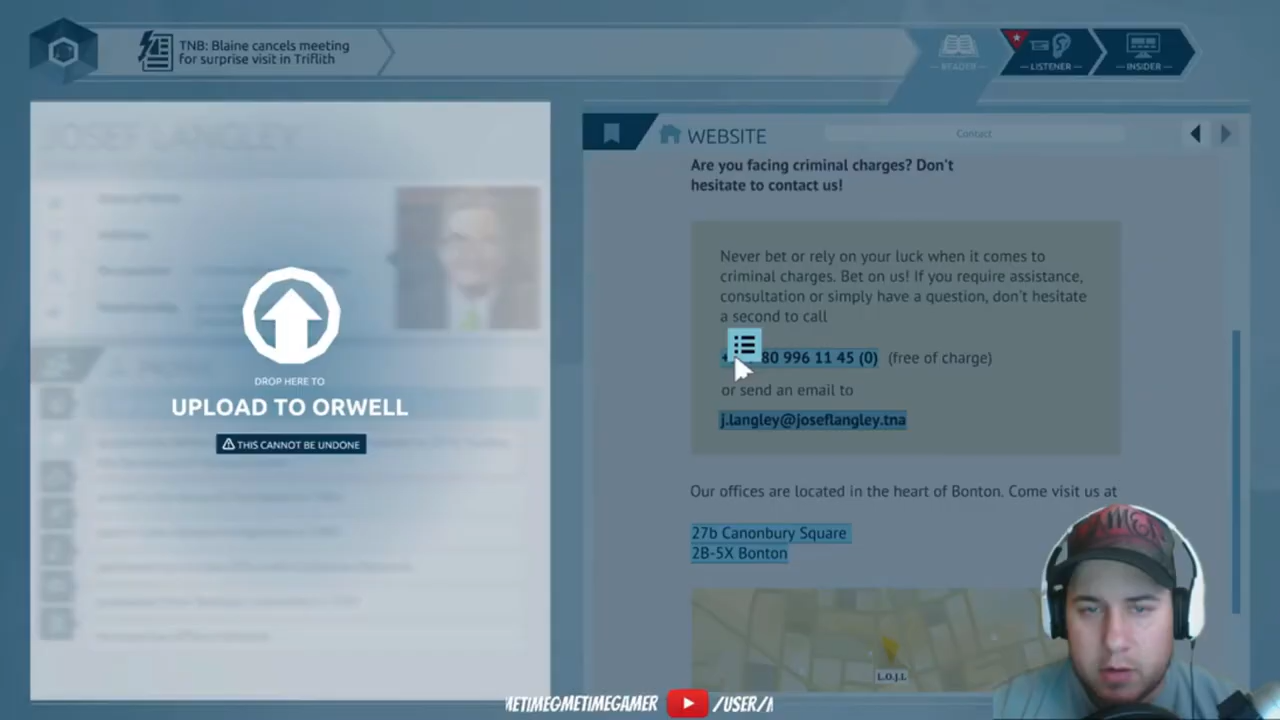 TNB: Blaine cancels meeting
for surprise visit in Triflith
READER
LISTENER
INSIDER
JOSEF LANGLEY
WEBSITE
Contact
Are you facing criminal charges? Don't
hesitate to contact us!
Never bet or rely on your luck when it comes to
criminal charges. Bet on us! If you require assistance,
consultation or simply have a question, don't hesitate
a second to call
80 996 11 45 (0) (free of charge)
or send an email to
j.langley@joseflangley.tna
Our offices are located in the heart of Bonton. Come visit us at
27b Canonbury Square
2B-5X Bonton
L.O.J.L
DROP HERE TO
UPLOAD TO ORWELL
THIS CANNOT BE UNDONE
METIMEGAMER
/USER/